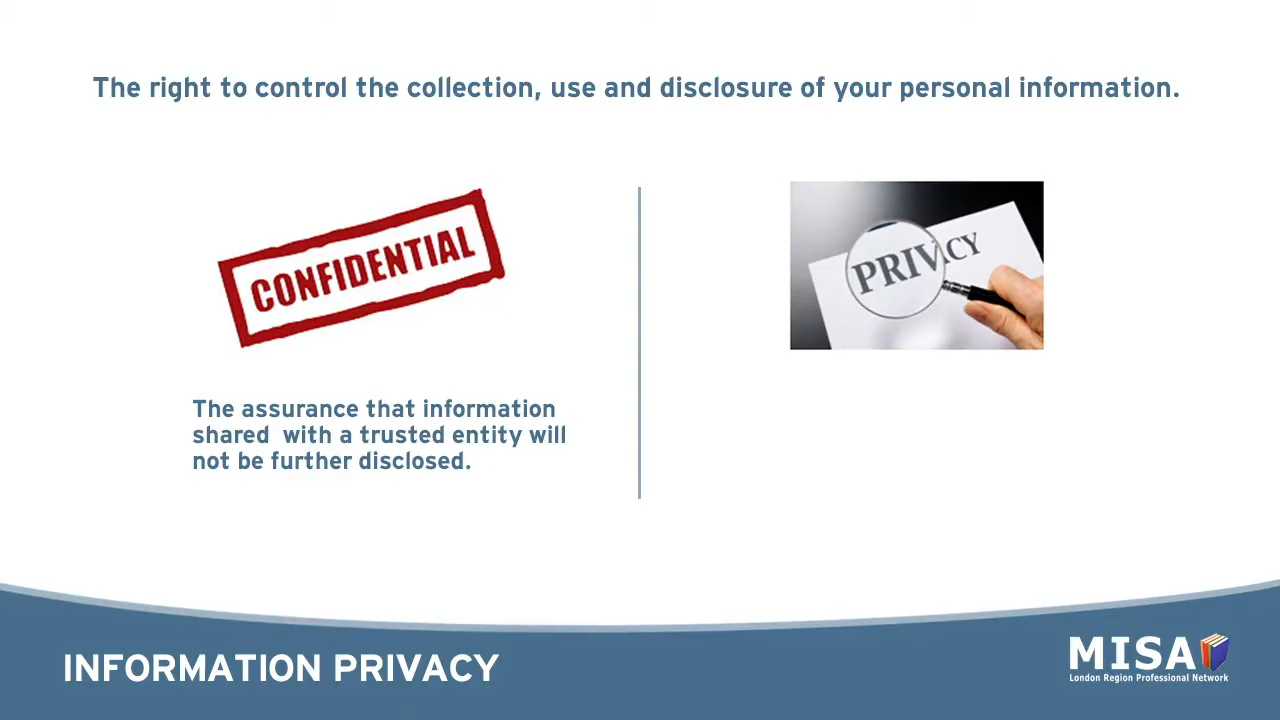 The right to control the collection, use and disclosure of your personal information.
CONFIDENTIAL
PRIVACY
The assurance that information
shared with a trusted entity will
not be further disclosed.
INFORMATION PRIVACY
MISA
London Region Professional Network